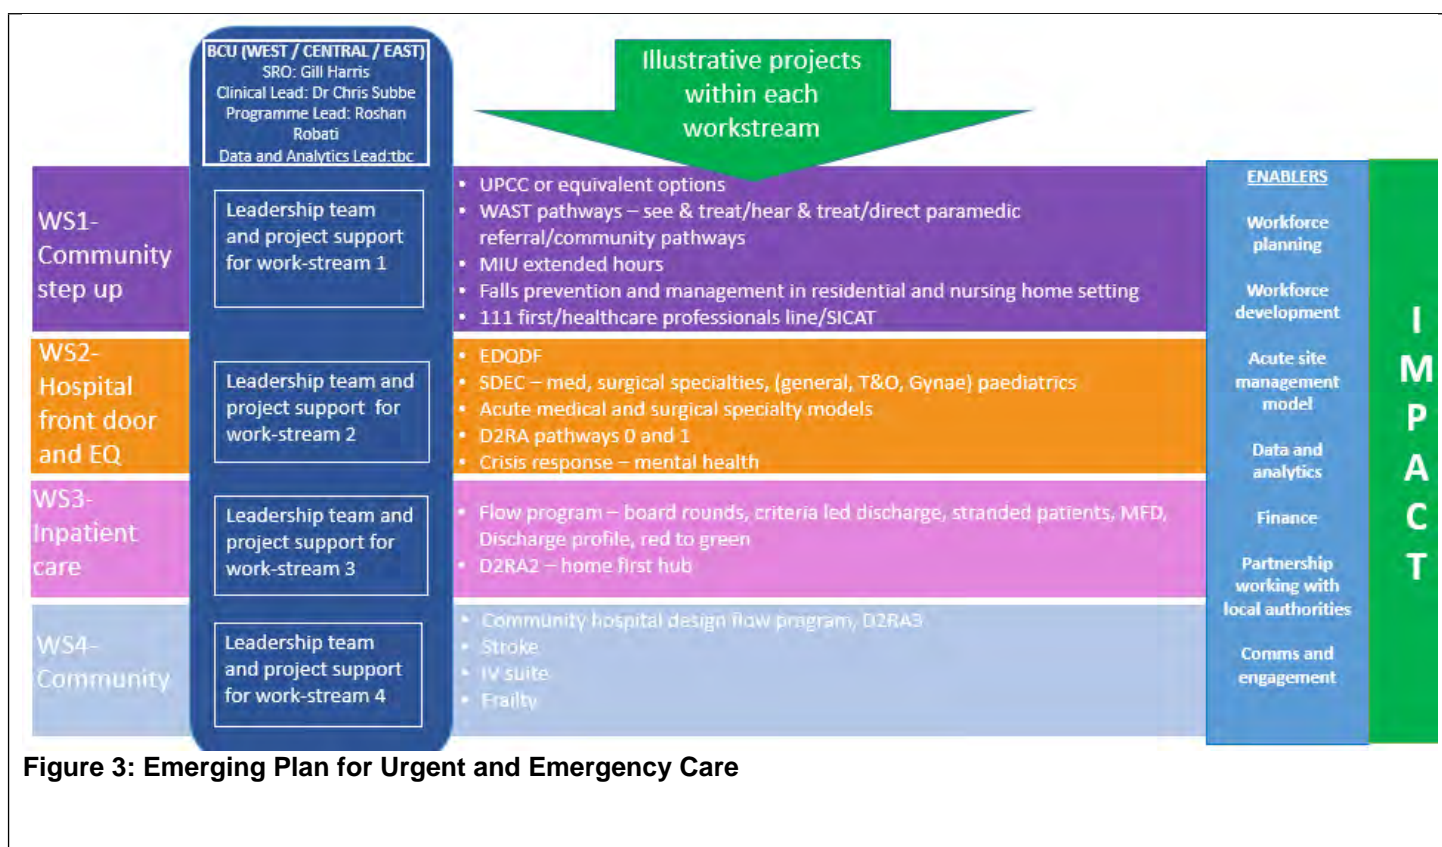 BCU (WEST / CENTRAL / EAST)
SRO: Gill Harris
Clinical Lead: Dr Chris Subbe
Programme Lead: Roshan
Robati
Data and Analytics Lead:tbc
Illustrative projects
within each
workstream
WS1-
Community
step up
Leadership team
and project support
for work-stream 1
• UPCC or equivalent options
• WAST pathways – see & treat/hear & treat/direct paramedic
referral/community pathways
• MIU extended hours
• Falls prevention and management in residential and nursing home setting
• 111 first/healthcare professionals line/SICAT
WS2-
Hospital
front door
and EQ
Leadership team and
project support for
work-stream 2
• EDQDF
• SDEC – med, surgical specialties, (general, T&O, Gynae) paediatrics
• Acute medical and surgical specialty models
• D2RA pathways 0 and 1
• Crisis response – mental health
WS3-
Inpatient
care
Leadership team and
project support for
work-stream 3
• Flow program – board rounds, criteria led discharge, stranded patients, MFD,
Discharge profile, red to green
• D2RA2 – home first hub
WS4-
Community
Leadership team
and project support
for work-stream 4
• Community hospital design flow program, D2RA3
• Stroke
• IV suite
• Frailty
ENABLERS
Workforce
planning
Workforce
development
Acute site
management
model
Data and
analytics
Finance
Partnership
working with
local authorities
Comms and
engagement
I
M
P
A
C
T
Figure 3: Emerging Plan for Urgent and Emergency Care